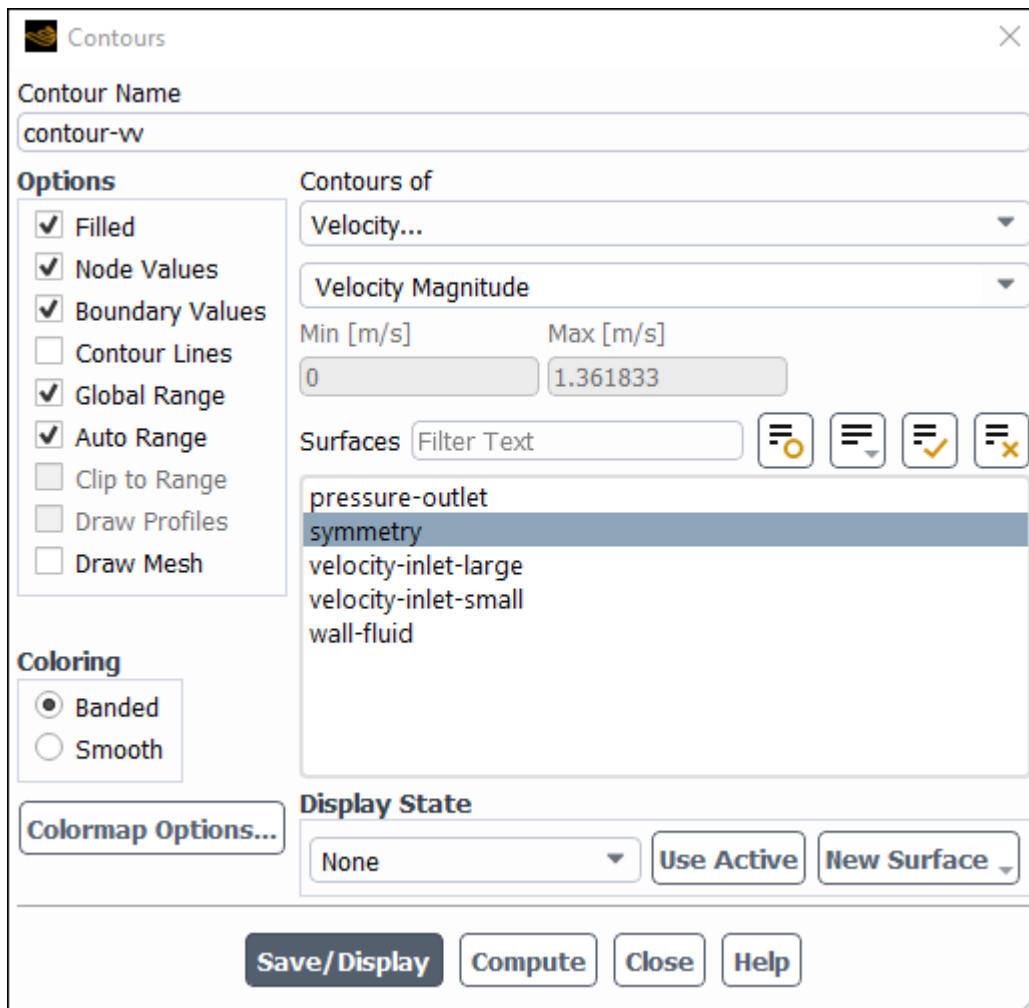 Contours
Contour Name
contour-vv
Options
Contours of
Filled
Velocity...
Node Values
Velocity Magnitude
Boundary Values
Min [m/s] Max [m/s]
Contour Lines
0 1.361833
Global Range
Auto Range
Surfaces Filter Text
Clip to Range
pressure-outlet
Draw Profiles
symmetry
Draw Mesh
velocity-inlet-large
velocity-inlet-small
wall-fluid
Coloring
Banded
Smooth
Colormap Options...
Display State
None Use Active New Surface
Save/Display Compute Close Help